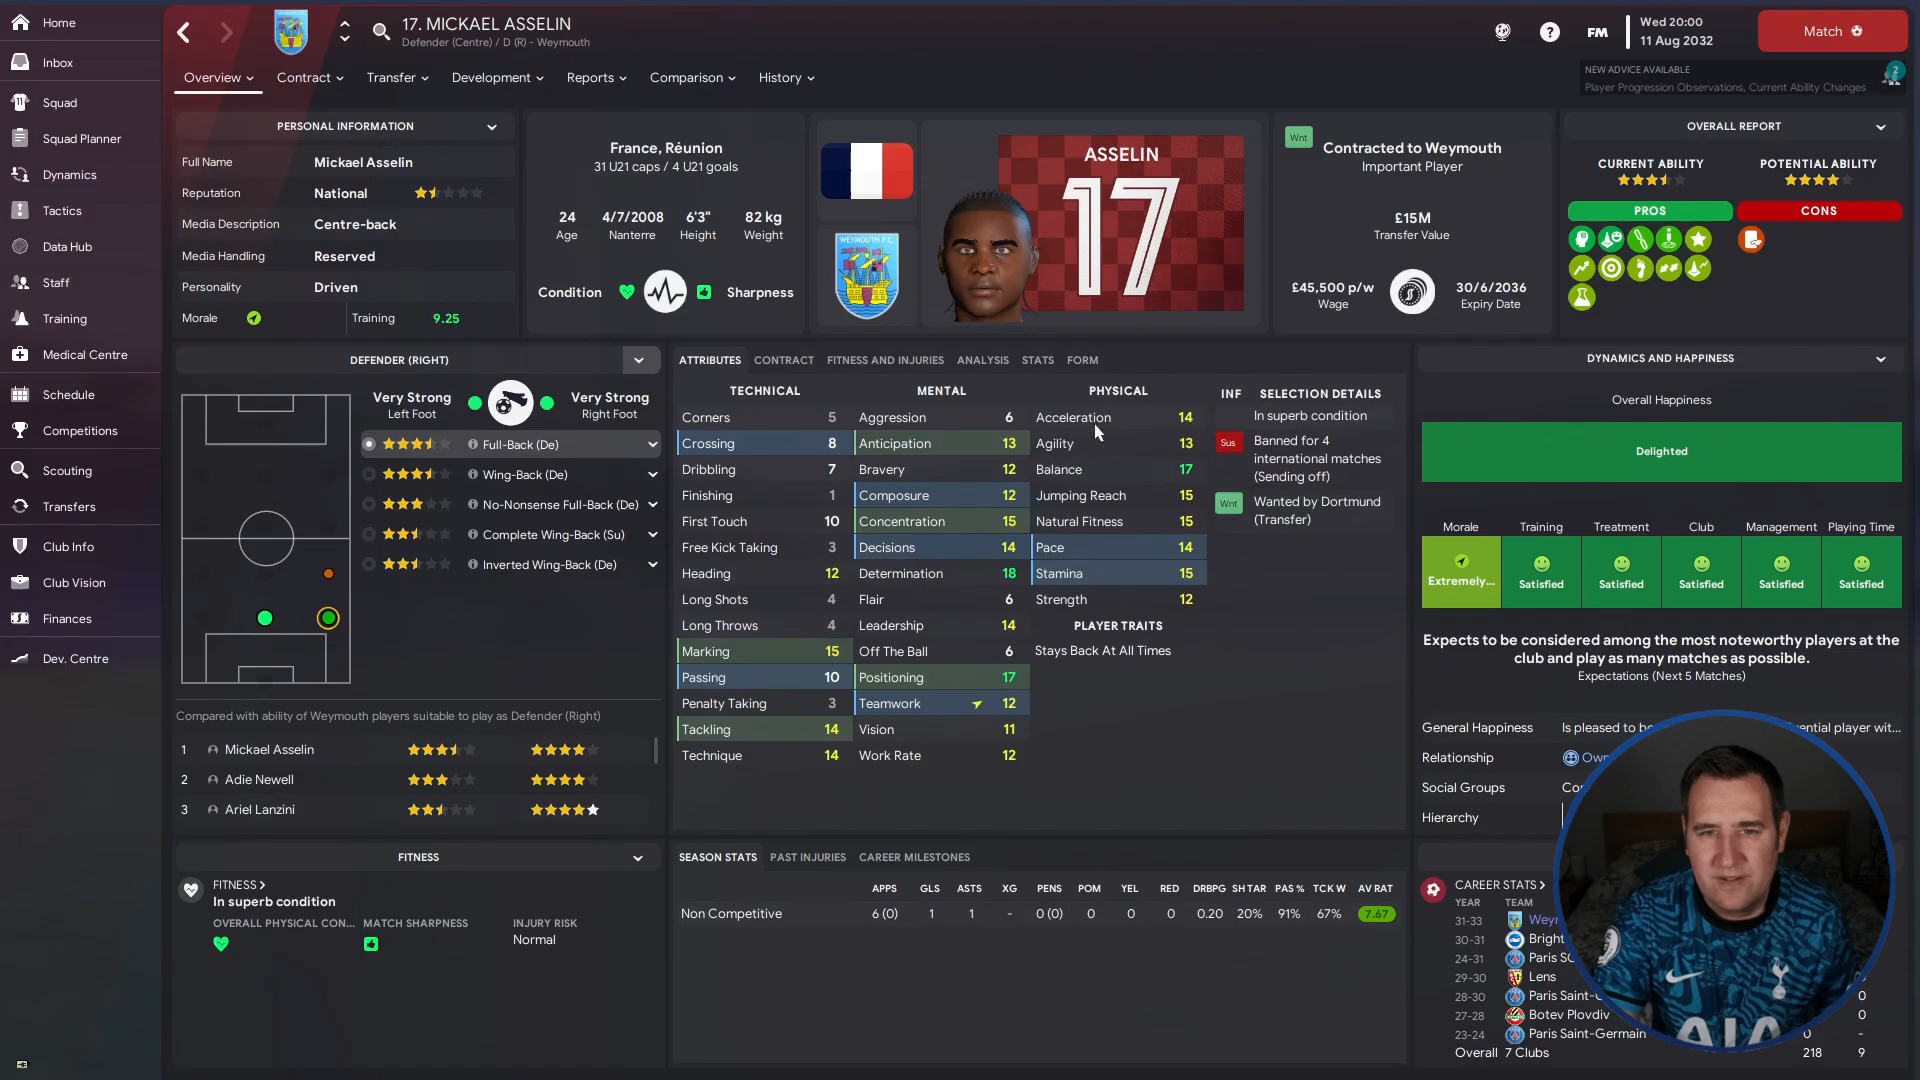 Home
Inbox
Squad
Squad Planner
Dynamics
Tactics
Data Hub
Staff
Training
Medical Centre
Schedule
Competitions
Scouting
Transfers
Club Info
Club Vision
Finances
Dev. Centre
17. MICKAEL ASSELIN
Defender (Centre) / D (R) - Weymouth
FM
Wed 20:00
11 Aug 2032
Match
Overview Contract Transfer Development Reports Comparison History
NEW ADVICE AVAILABLE
Player Progression Observations, Current Ability Changes
2
PERSONAL INFORMATION
Full Name Mickael Asselin
Reputation National
Media Description Centre-back
Media Handling Reserved
Personality Driven
Morale Training 9.25
France, Réunion
31 U21 caps / 4 U21 goals
24 4/7/2008 6'3" 82 kg
Age Nanterre Height Weight
Condition Sharpness
WEYMOUTH F.C.
ASSELIN
17
Wnt
Contracted to Weymouth
Important Player
£15M
Transfer Value
£45,500 p/w 30/6/2036
Wage Expiry Date
OVERALL REPORT
CURRENT ABILITY POTENTIAL ABILITY
PROS CONS
DEFENDER (RIGHT)
Very Strong Very Strong
Left Foot Right Foot
Full-Back (De)
Wing-Back (De)
No-Nonsense Full-Back (De)
Complete Wing-Back (Su)
Inverted Wing-Back (De)
Compared with ability of Weymouth players suitable to play as Defender (Right)
1 Mickael Asselin
2 Adie Newell
3 Ariel Lanzini
ATTRIBUTES CONTRACT FITNESS AND INJURIES ANALYSIS STATS FORM
TECHNICAL
Corners 5
Crossing 8
Dribbling 7
Finishing 1
First Touch 10
Free Kick Taking 3
Heading 12
Long Shots 4
Long Throws 4
Marking 15
Passing 10
Penalty Taking 3
Tackling 14
Technique 14
MENTAL
Aggression 6
Anticipation 13
Bravery 12
Composure 12
Concentration 15
Decisions 14
Determination 18
Flair 6
Leadership 14
Off The Ball 6
Positioning 17
Teamwork 12
Vision 11
Work Rate 12
PHYSICAL
Acceleration 14
Agility 13
Balance 17
Jumping Reach 15
Natural Fitness 15
Pace 14
Stamina 15
Strength 12
PLAYER TRAITS
Stays Back At All Times
INF SELECTION DETAILS
In superb condition
Sus Banned for 4
international matches
(Sending off)
Wnt Wanted by Dortmund
(Transfer)
DYNAMICS AND HAPPINESS
Overall Happiness
Delighted
Morale Training Treatment Club Management Playing Time
Extremely... Satisfied Satisfied Satisfied Satisfied Satisfied
Expects to be considered among the most noteworthy players at the
club and play as many matches as possible.
Expectations (Next 5 Matches)
General Happiness
Relationship
Social Groups
Hierarchy
FITNESS
FITNESS
In superb condition
OVERALL PHYSICAL CON... MATCH SHARPNESS INJURY RISK
Normal
SEASON STATS PAST INJURIES CAREER MILESTONES
APPS GLS ASTS XG PENS POM YEL RED DRBPG SH TAR PAS % TCK W AV RAT
Non Competitive 6 (0) 1 1 - 0 (0) 0 0 0 0.20 20% 91% 67% 7.67
CAREER STATS
YEAR TEAM
31-33 Wey
30-31 Bright
24-31 Paris
29-30 Lens
28-30 Paris Saint- 0
27-28 Botev Plovdiv 0
23-24 Paris Saint-Germain 0 -
Overall 7 Clubs 218 9